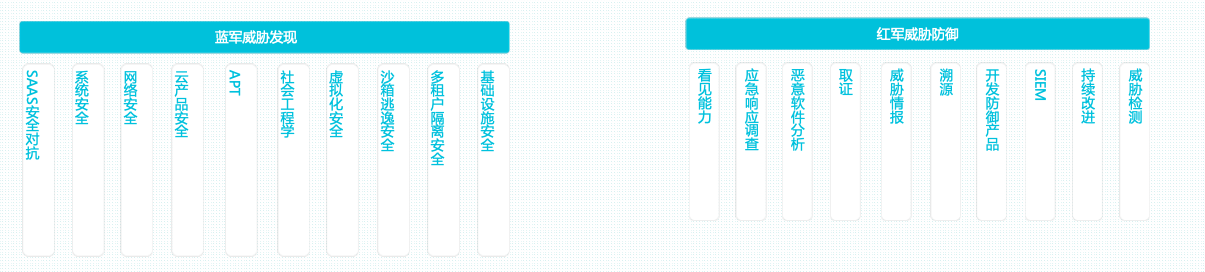 蓝军威胁发现
SAAS安全对抗
系统安全
网络安全
云产品安全
APT
社会工程学
虚拟化安全
沙箱逃逸安全
多租户隔离安全
基础设施安全
红军威胁防御
看见能力
应急响应调查
恶意软件分析
取证
威胁情报
溯源
开发防御产品
SIEM
持续改进
威胁检测